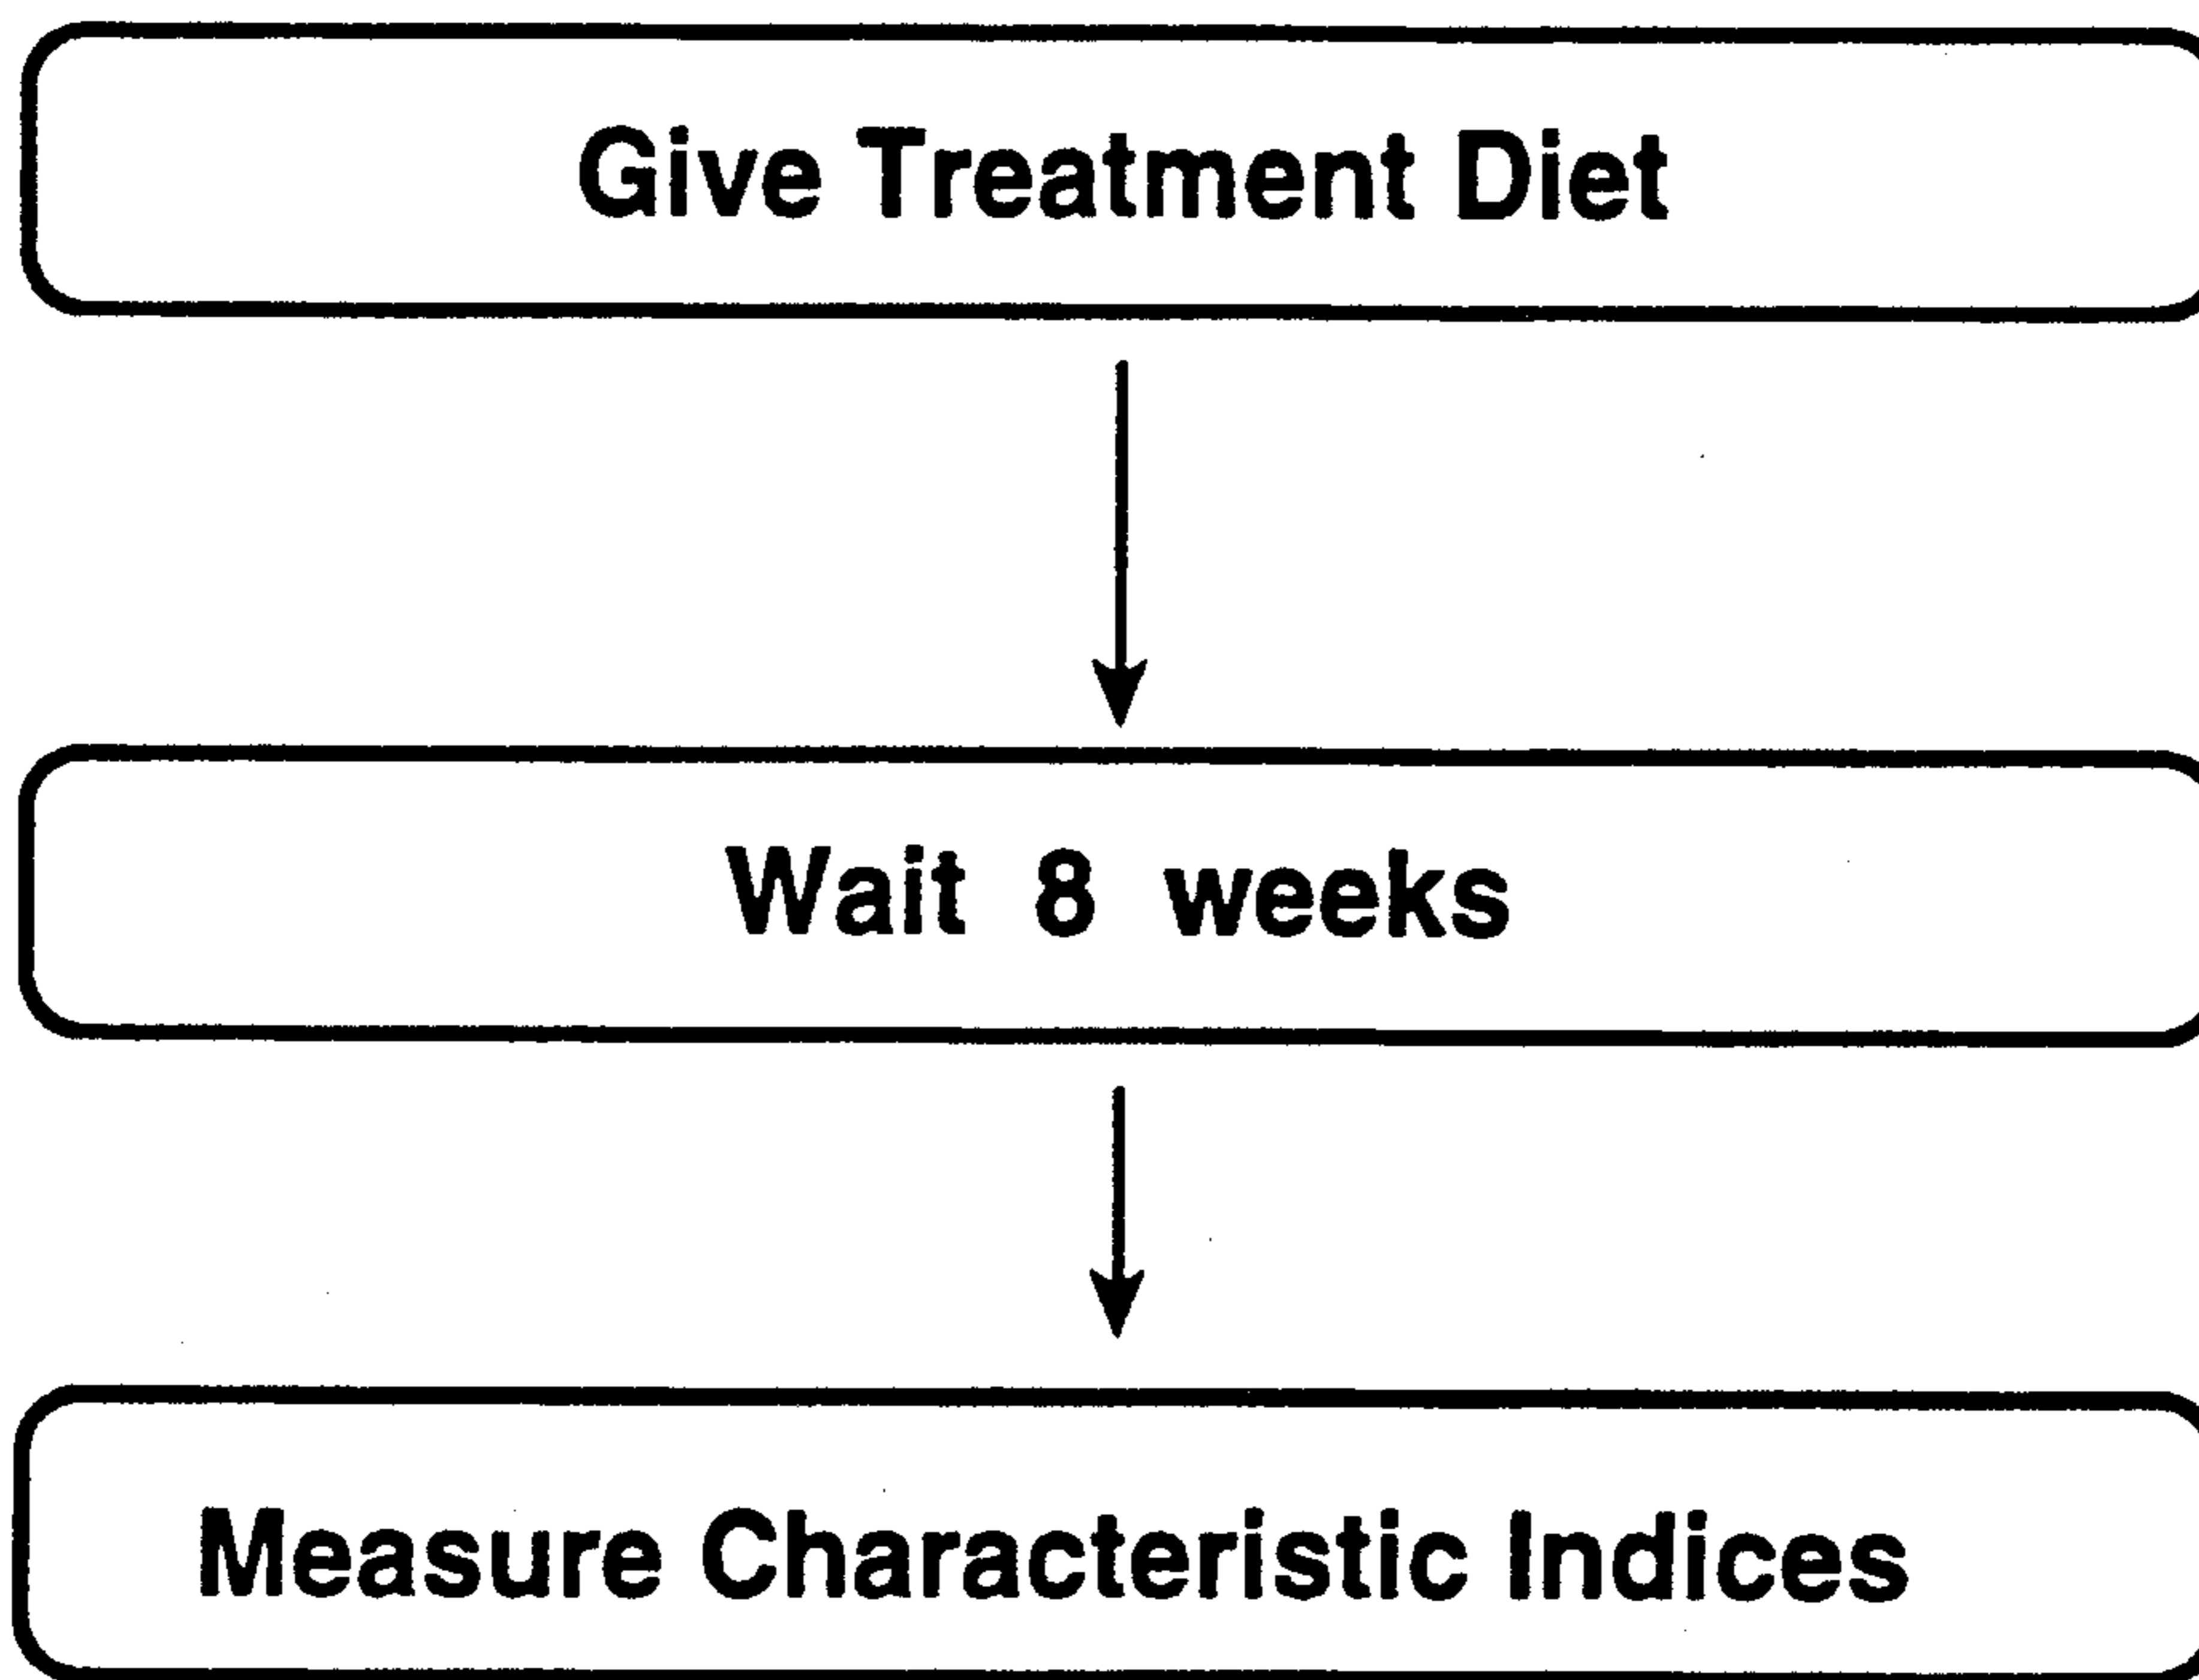 Give Treatment Diet
Wait 8 weeks
Measure Characteristic Indices